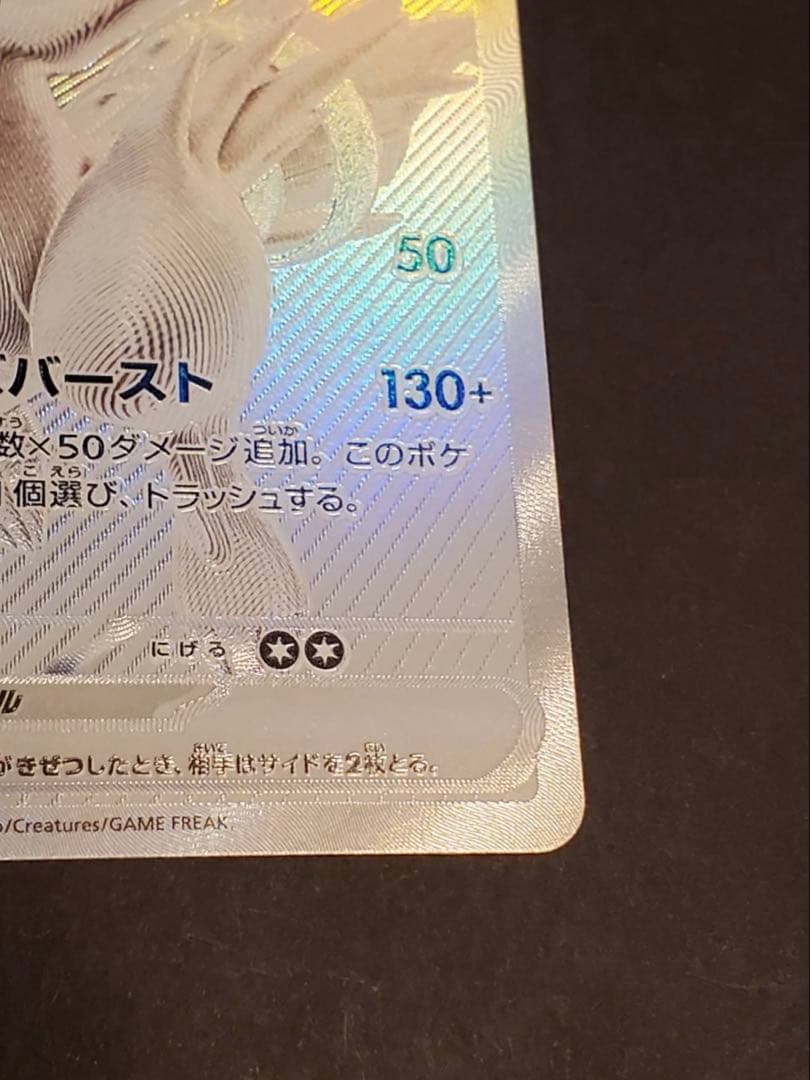 50
バースト 130+
数×50ダメージ追加。このポケ
個選び、トラッシュする。
にげる
ル
がきぜつしたとき、相手はサイドを2枚とる。
/Creatures/GAME FREAK.